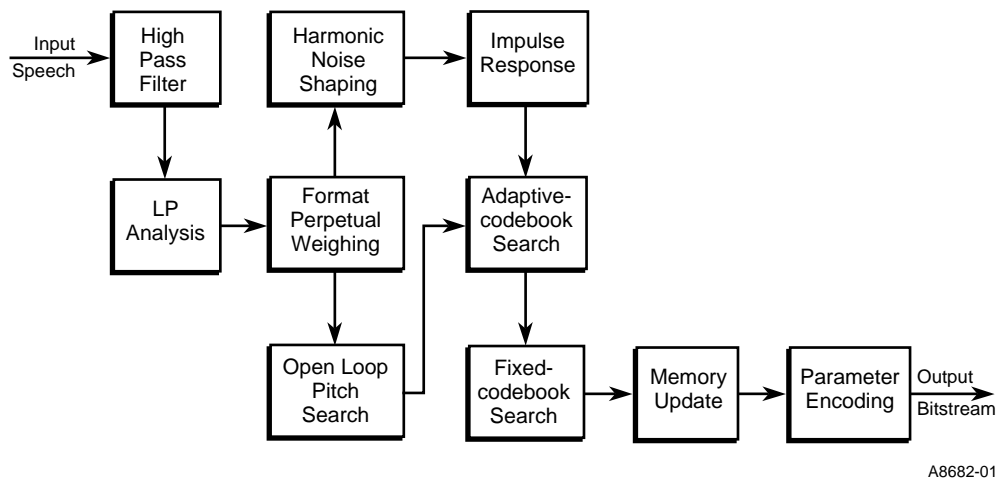 Input
Speech
High
Pass
Filter
Harmonic
Noise
Shaping
Impulse
Response
LP
Analysis
Format
Perpetual
Weighing
Adaptive-
codebook
Search
Open Loop
Pitch
Search
Fixed-
codebook
Search
Memory
Update
Parameter
Encoding
Output
Bitstream
A8682-01